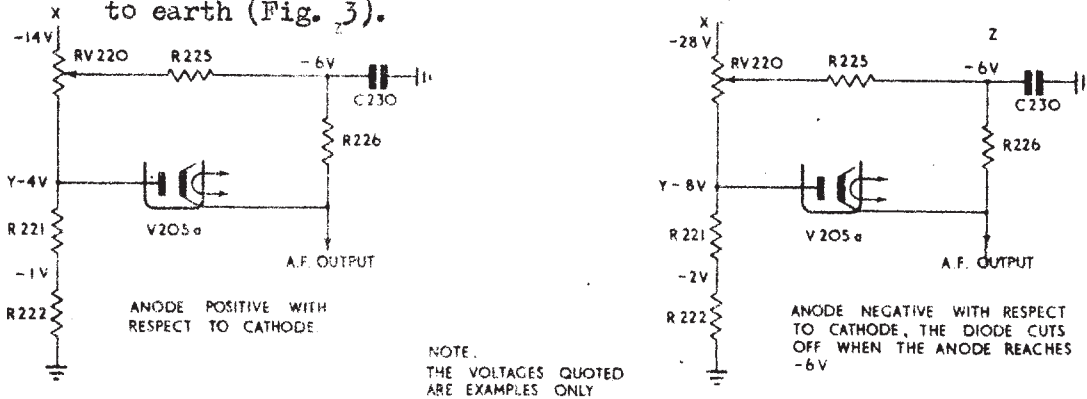 to earth (Fig. 3).
X
-14V
RV220
R225
Z
-6V
C230
R226
Y-4V
V205a
R221
-1V
R222
A.F. OUTPUT
ANODE POSITIVE WITH
RESPECT TO CATHODE
NOTE.
THE VOLTAGES QUOTED
ARE EXAMPLES ONLY
X
-28V
RV220
R225
Z
-6V
C230
R226
Y-8V
V205a
R221
-2V
R222
A.F. OUTPUT
ANODE NEGATIVE WITH RESPECT
TO CATHODE, THE DIODE CUTS
OFF WHEN THE ANODE REACHES
-6V